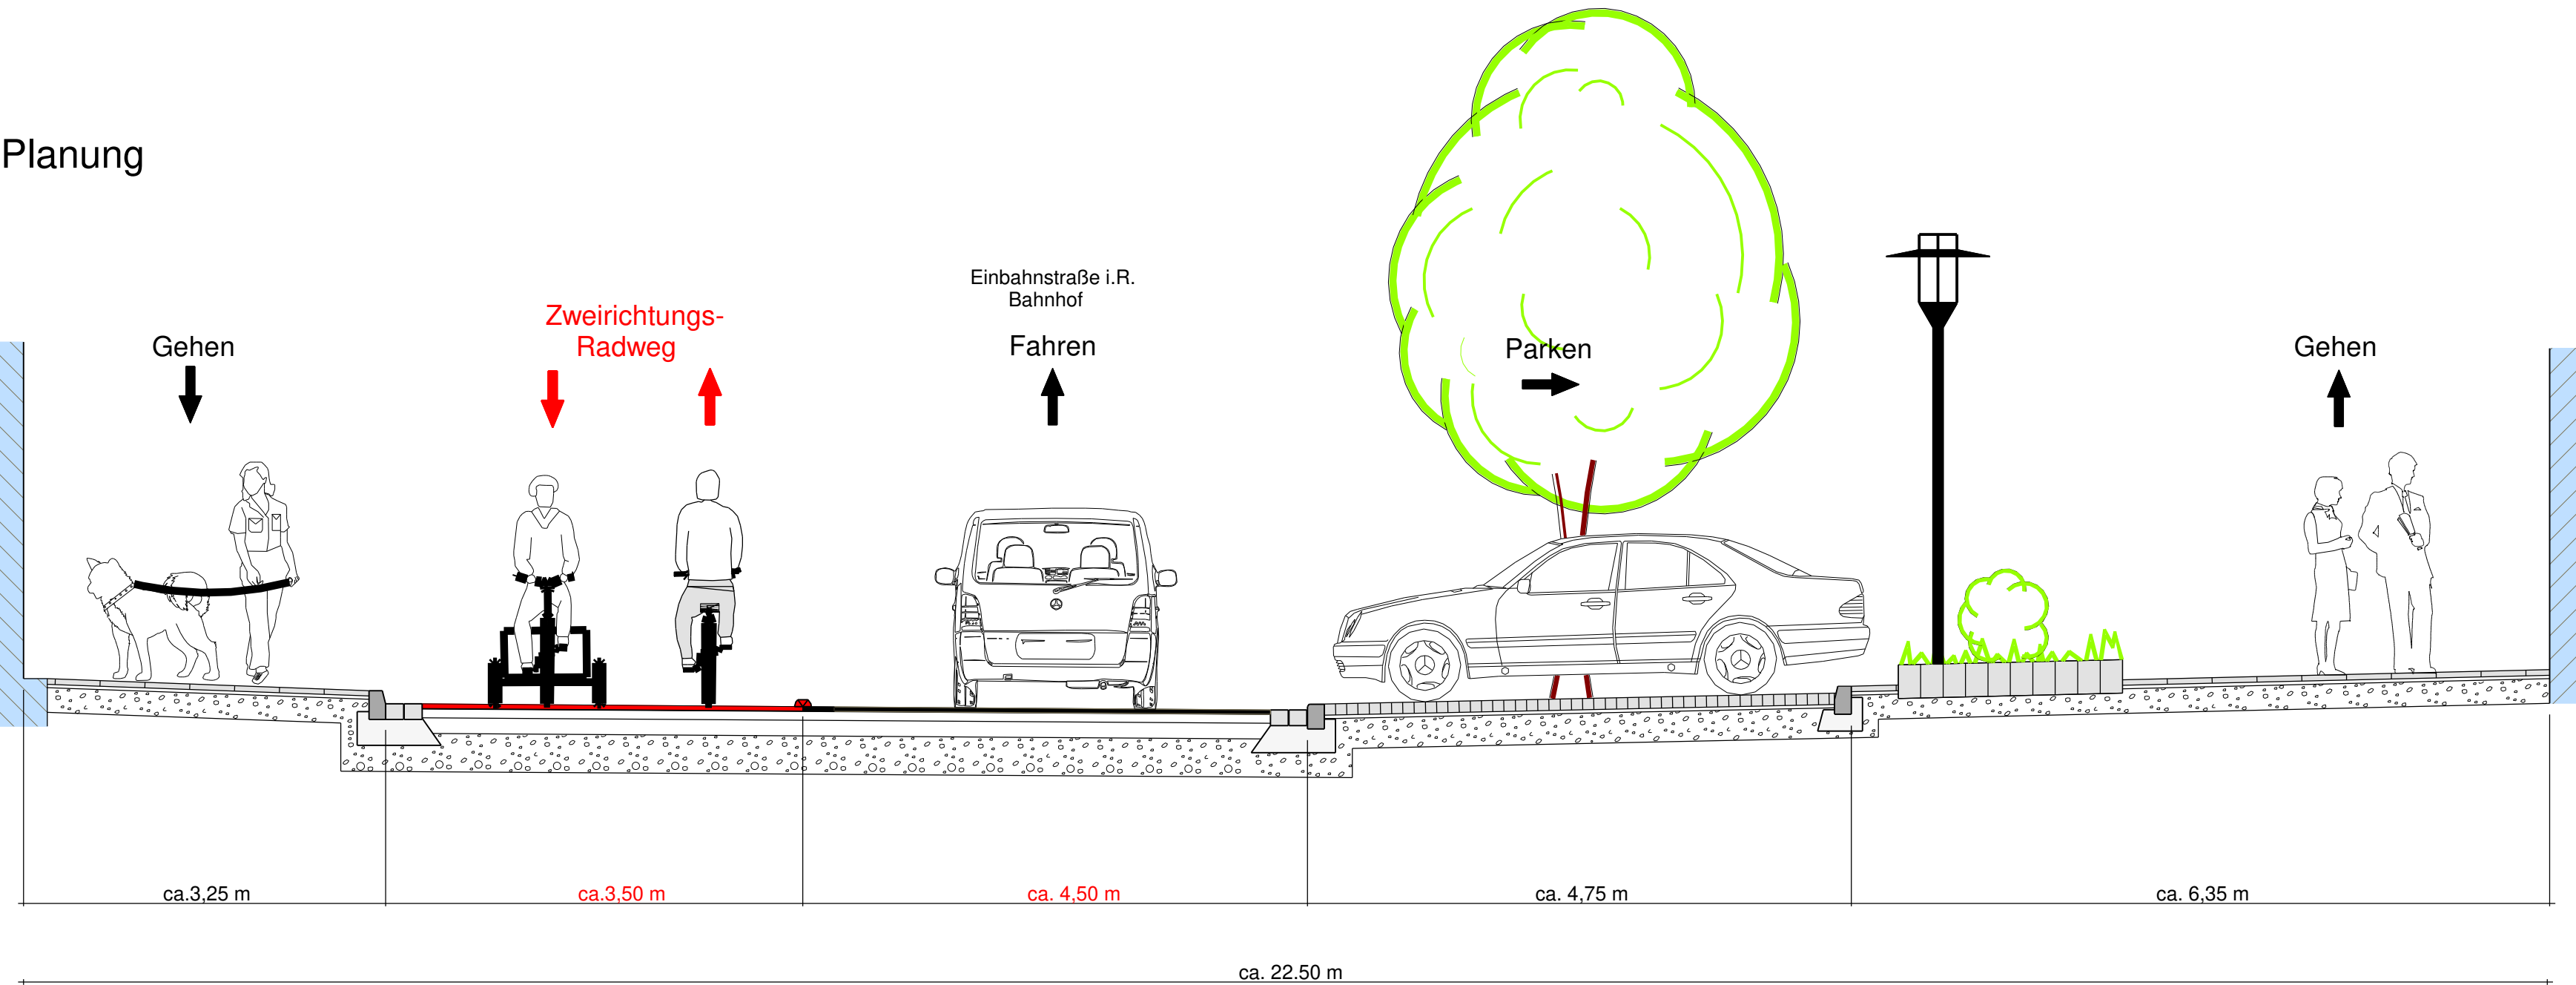 Planung
Gehen
Zweirichtungs-
Radweg
Einbahnstraße i.R.
Bahnhof
Fahren
Parken
Gehen
ca.3,25 m
ca.3,50 m
ca. 4,50 m
ca. 4,75 m
ca. 6,35 m
ca. 22.50 m